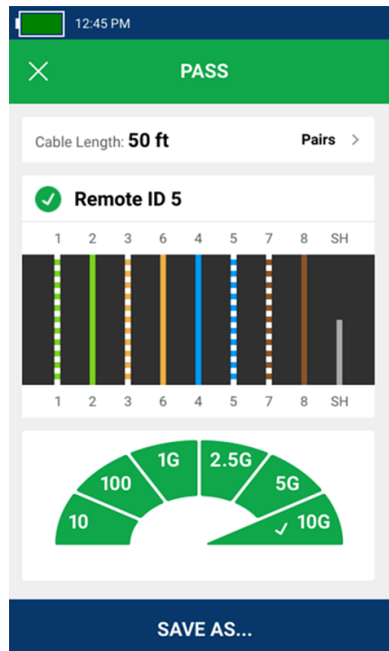 12:45 PM
PASS
Cable Length: 50 ft Pairs >
Remote ID 5
1 2 3 6 4 5 7 8 SH
1 2 3 6 4 5 7 8 SH
10 100 1G 2.5G 5G 10G
SAVE AS...